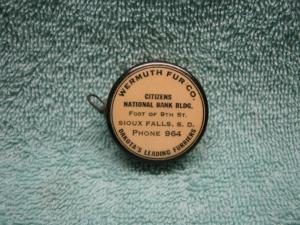 WERMUTH FUR CO.
CITIZENS
NATIONAL BANK BLDG.
FOOT OF 9TH ST.
SIOUX FALLS, S. D.
PHONE 964
DAKOTA'S LEADING FURRIERS